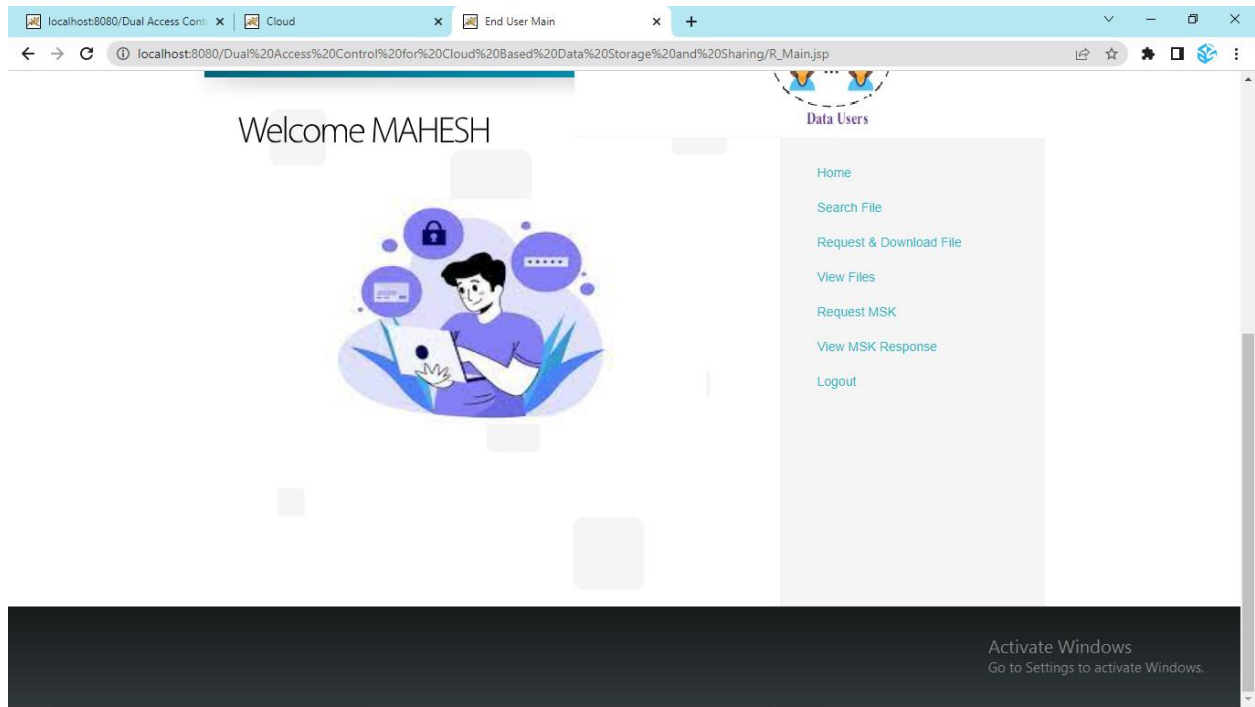 localhost:8080/Dual Access Cont
Cloud
End User Main
localhost:8080/Dual%20Access%20Control%20for%20Cloud%20Based%20Data%20Storage%20and%20Sharing/R_Main.jsp
Data Users
Welcome MAHESH
Home
Search File
Request & Download File
View Files
Request MSK
View MSK Response
Logout
Activate Windows
Go to Settings to activate Windows.